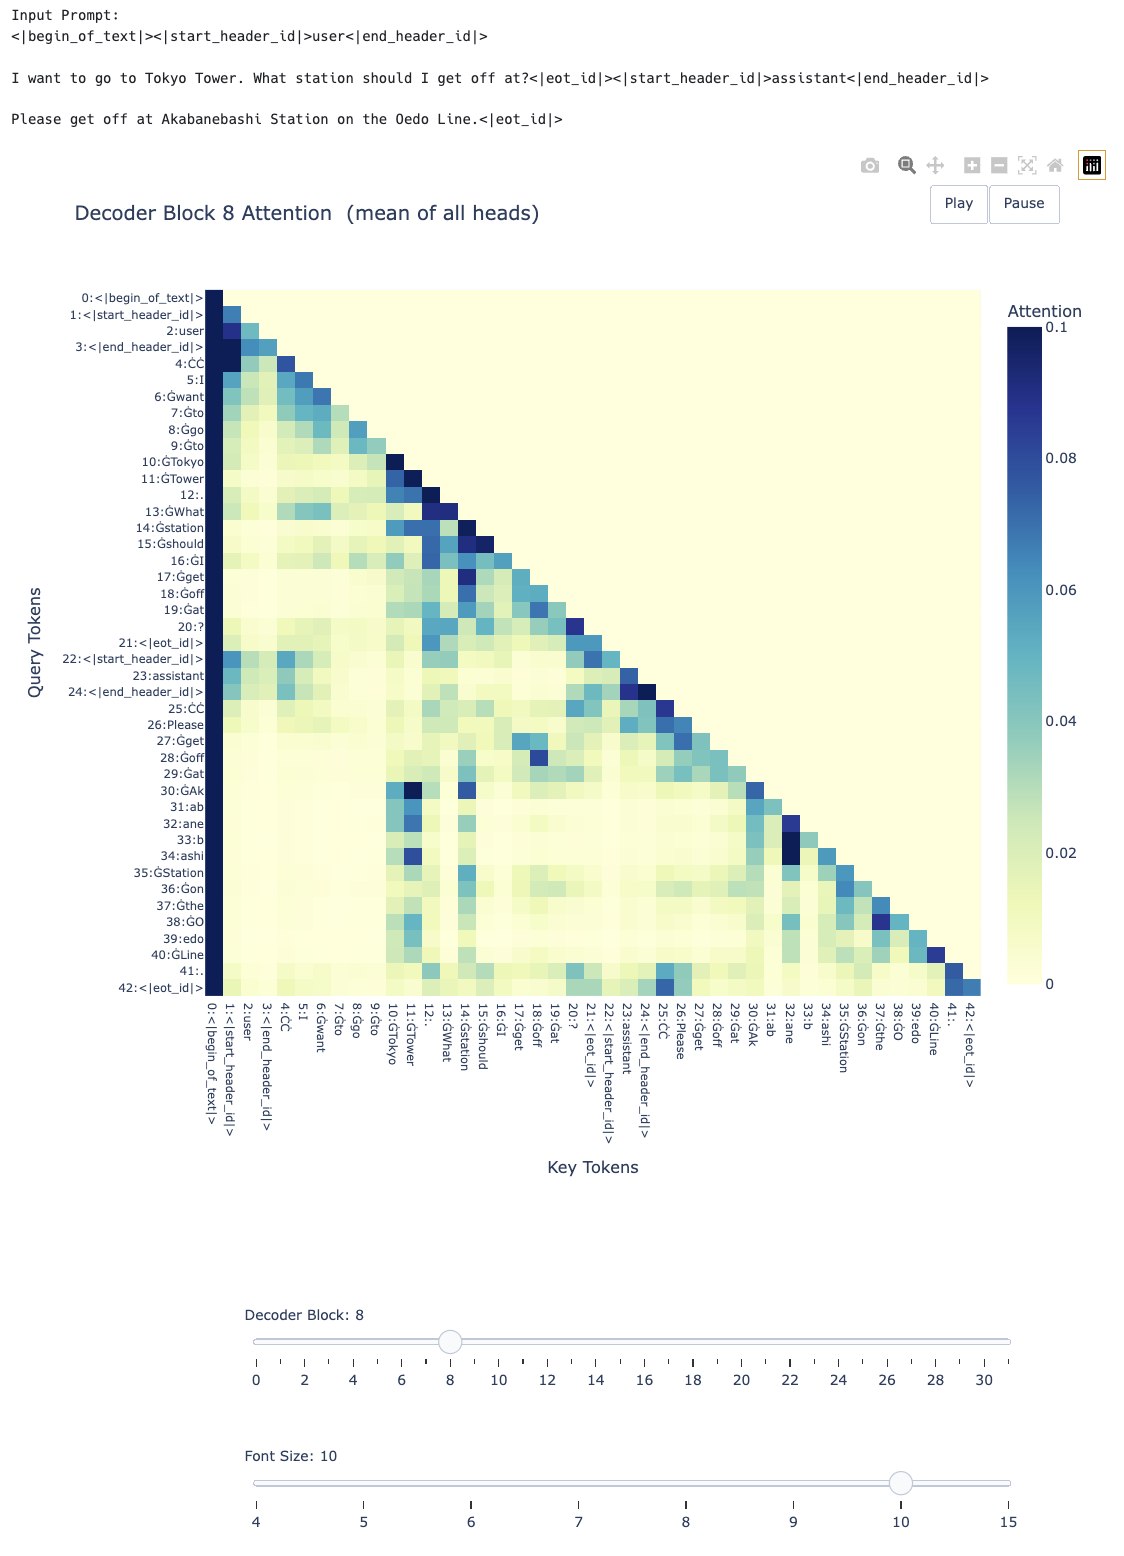 Input Prompt:
<|begin_of_text|><|start_header_id|>user<|end_header_id|>
I want to go to Tokyo Tower. What station should I get off at?<|eot_id|><|start_header_id|>assistant<|end_header_id|>
Please get off at Akabanebashi Station on the Oedo Line.<|eot_id|>
Play
Pause
Decoder Block 8 Attention (mean of all heads)
Query Tokens
0:<|begin_of_text|>
1:<|start_header_id|>
2:user
3:<|end_header_id|>
4:ĊĊ
5:I
6:Ġwant
7:Ġto
8:Ġgo
9:Ġto
10:ĠTokyo
11:ĠTower
12:.
13:ĠWhat
14:Ġstation
15:Ġshould
16:ĠI
17:Ġget
18:Ġoff
19:Ġat
20:?
21:<|eot_id|>
22:<|start_header_id|>
23:assistant
24:<|end_header_id|>
25:ĊĊ
26:Please
27:Ġget
28:Ġoff
29:Ġat
30:ĠAk
31:ab
32:ane
33:b
34:ashi
35:ĠStation
36:Ġon
37:Ġthe
38:ĠO
39:edo
40:ĠLine
41:.
42:<|eot_id|>
0:<|begin_of_text|>
1:<|start_header_id|>
2:user
3:<|end_header_id|>
4:ĊĊ
5:I
6:Ġwant
7:Ġto
8:Ġgo
9:Ġto
10:ĠTokyo
11:ĠTower
12:.
13:ĠWhat
14:Ġstation
15:Ġshould
16:ĠI
17:Ġget
18:Ġoff
19:Ġat
20:?
21:<|eot_id|>
22:<|start_header_id|>
23:assistant
24:<|end_header_id|>
25:ĊĊ
26:Please
27:Ġget
28:Ġoff
29:Ġat
30:ĠAk
31:ab
32:ane
33:b
34:ashi
35:ĠStation
36:Ġon
37:Ġthe
38:ĠO
39:edo
40:ĠLine
41:.
42:<|eot_id|>
Key Tokens
Attention
0.1
0.08
0.06
0.04
0.02
0
Decoder Block: 8
0 2 4 6 8 10 12 14 16 18 20 22 24 26 28 30
Font Size: 10
4 5 6 7 8 9 10 15